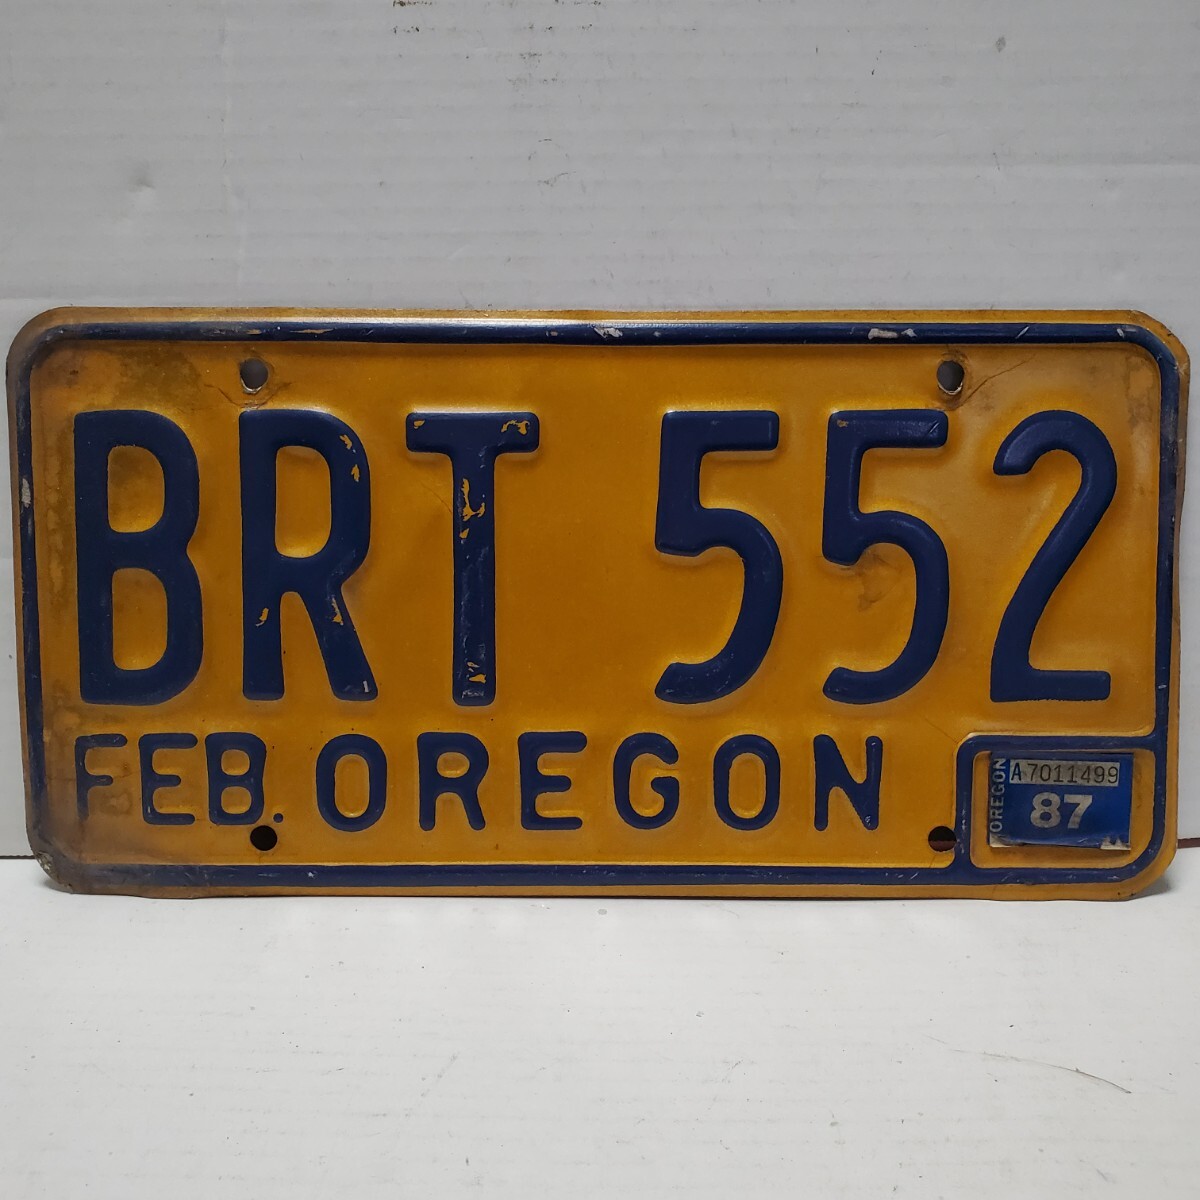 BRT 552
FEB. OREGON
OREGON
A7011499
87